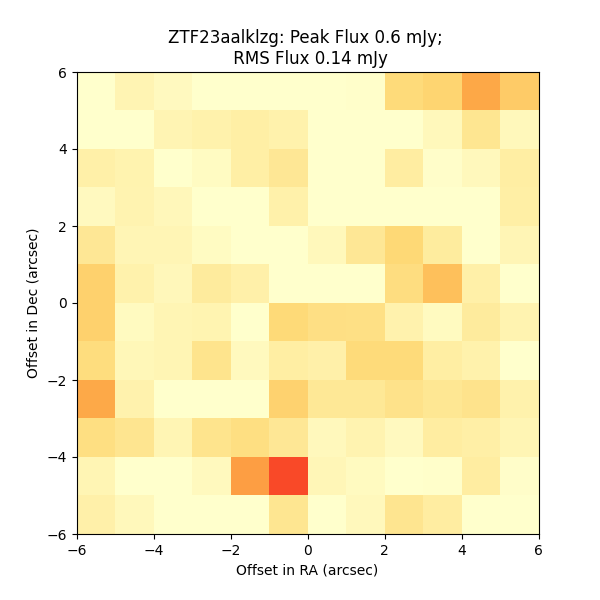 ZTF23aalklzg: Peak Flux 0.6 mJy;
RMS Flux 0.14 mJy
6
4
2
0
−2
−4
−6
Offset in Dec (arcsec)
−6 −4 −2 0 2 4 6
Offset in RA (arcsec)